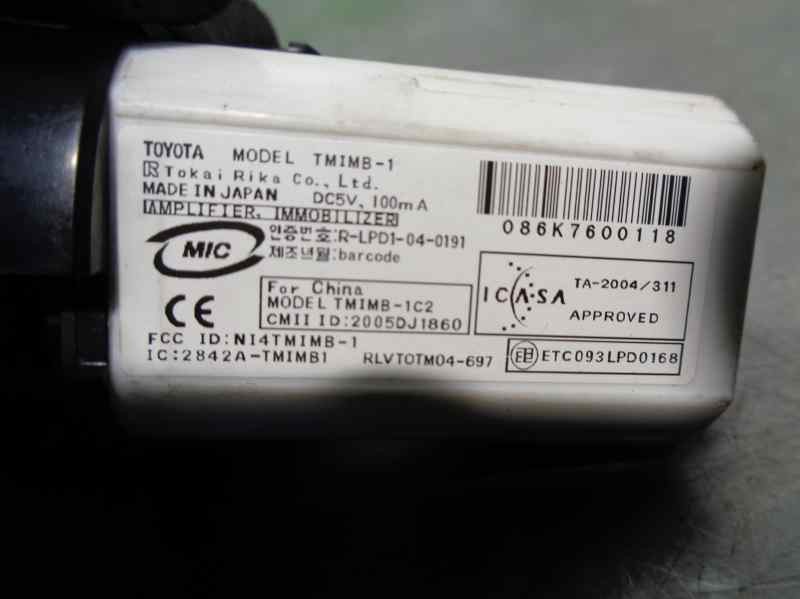 TOYOTA MODEL TMIMB-1
Tokai Rika Co., Ltd.
MADE IN JAPAN DC5V, 100mA
AMPLIFIER, IMMOBILIZER
086K7600118
MIC
인증번호:R-LPD1-04-0191
제조년월:barcode
For China
MODEL TMIMB-1C2
CMII ID:2005DJ1860
ICASA
TA-2004/311
APPROVED
CE
FCC ID:NI4TMIMB-1
IC:2842A-TMIMB1
RLVTOTM04-697
ETC093LPD0168